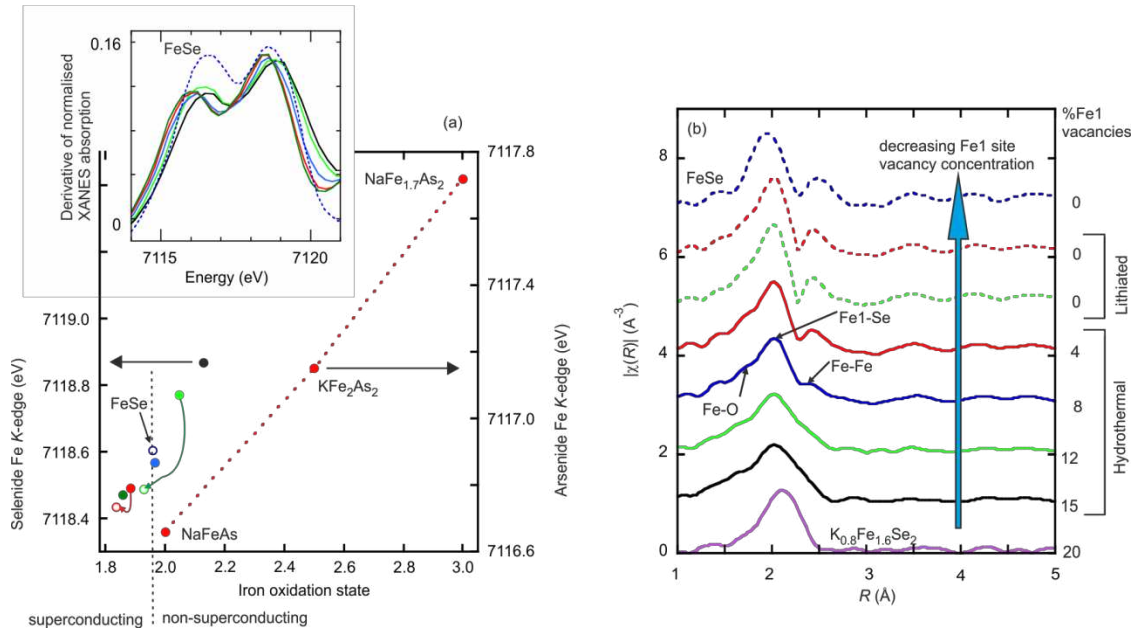 0.16
FeSe
Derivative of normalised
XANES absorption
0
7115
7120
Energy (eV)
(a)
7117.8
7117.4
7117.0
7116.6
Arsenide Fe K-edge (eV)
NaFe1.7As2
KFe2As2
NaFeAs
FeSe
7119.0
7118.8
7118.6
7118.4
Selenide Fe K-edge (eV)
1.8 2.0 2.2 2.4 2.6 2.8 3.0
Iron oxidation state
superconducting non-superconducting
(b)
%Fe1
vacancies
decreasing Fe1 site
vacancy concentration
FeSe
0
0
0
Lithiated
4
8
12
15
Hydrothermal
20
Fe1-Se
Fe-Fe
Fe-O
K0.8Fe1.6Se2
8
6
4
2
0
|χ(R)| (A⁻³)
1 2 3 4 5
R (Å)